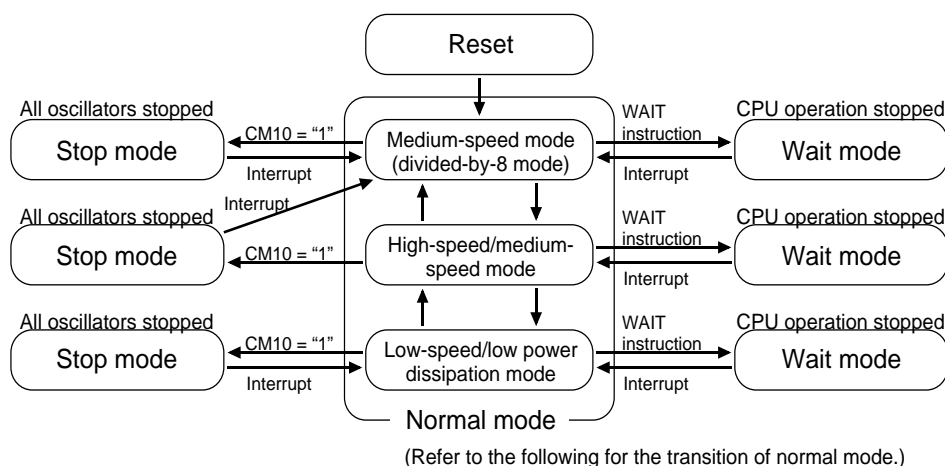 Reset
All oscillators stopped
Stop mode
CM10 = “1”
Interrupt
Medium-speed mode
(divided-by-8 mode)
WAIT
instruction
Interrupt
CPU operation stopped
Wait mode
All oscillators stopped
Stop mode
Interrupt
CM10 = “1”
High-speed/medium-
speed mode
WAIT
instruction
Interrupt
CPU operation stopped
Wait mode
All oscillators stopped
Stop mode
CM10 = “1”
Interrupt
Low-speed/low power
dissipation mode
WAIT
instruction
Interrupt
CPU operation stopped
Wait mode
Normal mode
(Refer to the following for the transition of normal mode.)